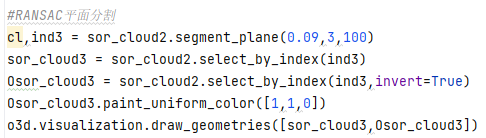 #RANSAC平面分割
cl,ind3 = sor_cloud2.segment_plane(0.09,3,100)
sor_cloud3 = sor_cloud2.select_by_index(ind3)
Osor_cloud3 = sor_cloud2.select_by_index(ind3,invert=True)
Osor_cloud3.paint_uniform_color([1,1,0])
o3d.visualization.draw_geometries([sor_cloud3,Osor_cloud3])